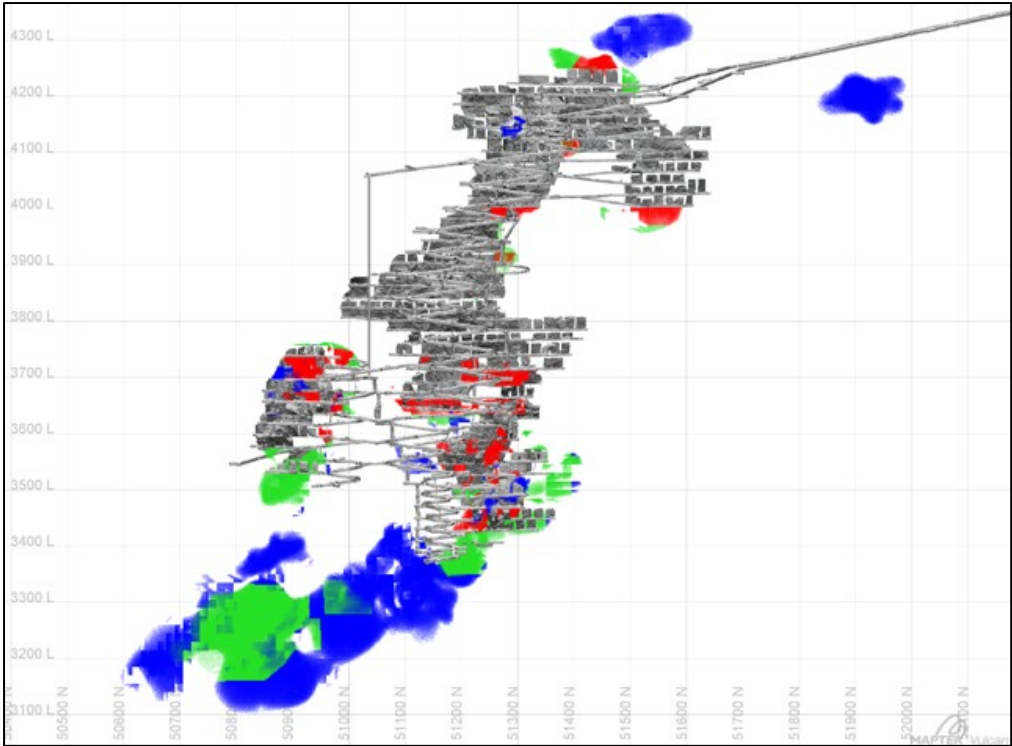 4300 L
4200 L
4100 L
4000 L
3900 L
3800 L
3700 L
3600 L
3500 L
3400 L
3300 L
3200 L
3100 L
50500 N
50600 N
50700 N
50900 N
51000 N
51100 N
51200 N
51300 N
51400 N
51500 N
51600 N
51700 N
51800 N
51900 N
52000 N
MAPTEK Vulcan